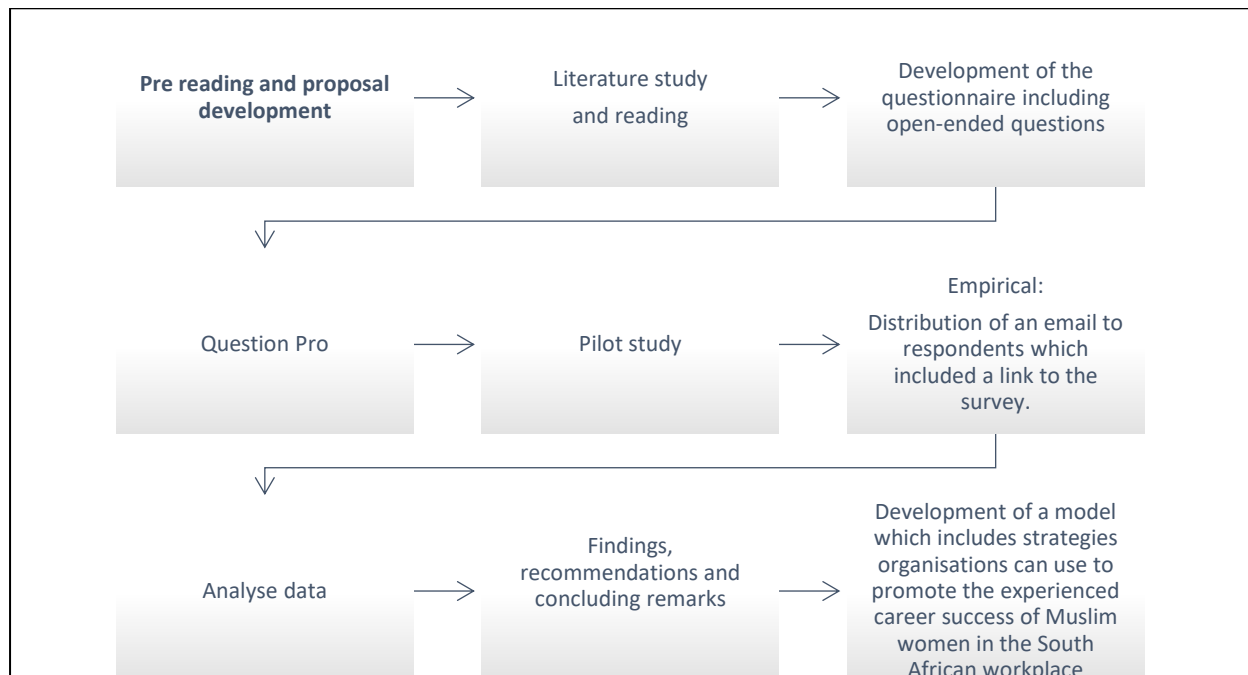 Pre reading and proposal
development
Literature study
and reading
Development of the
questionnaire including
open-ended questions
Question Pro
Pilot study
Empirical:
Distribution of an email to
respondents which
included a link to the
survey.
Analyse data
Findings,
recommendations and
concluding remarks
Development of a model
which includes strategies
organisations can use to
promote the experienced
career success of Muslim
women in the South
African workplace